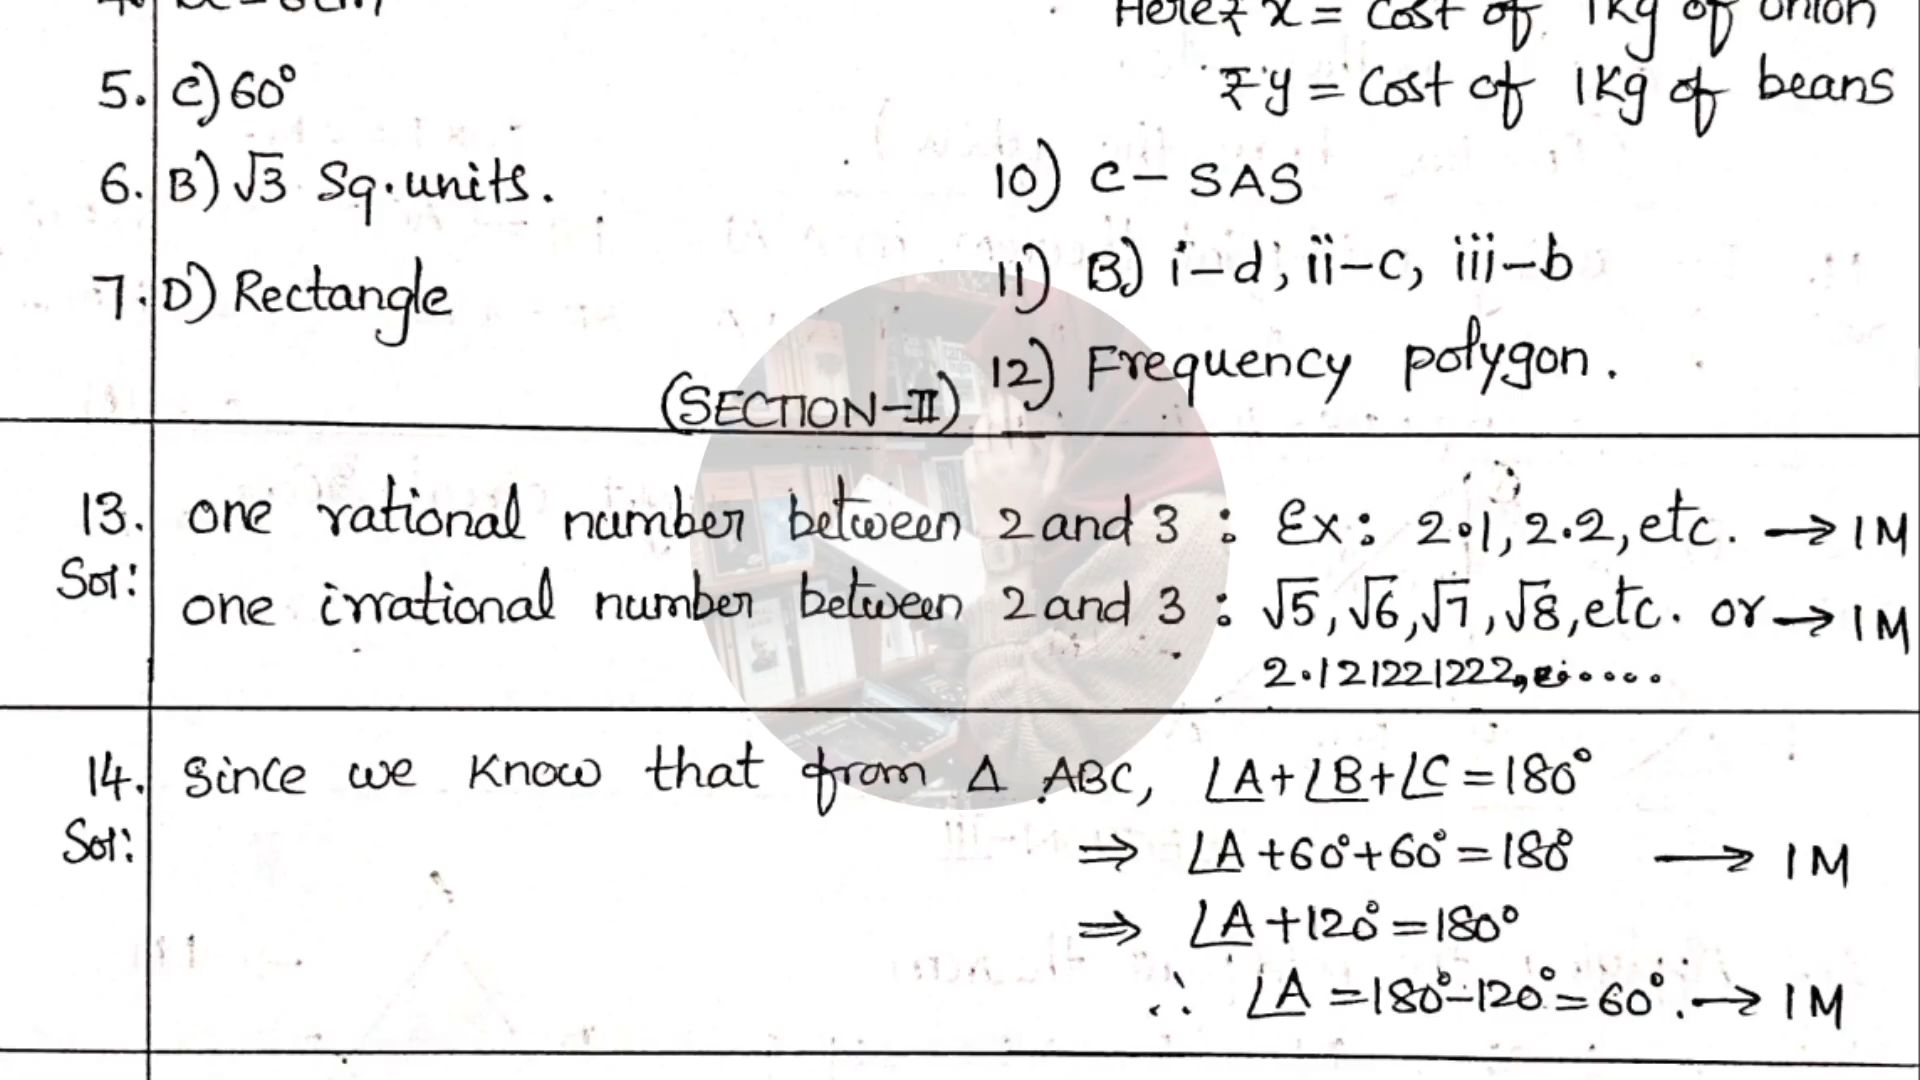 Here ₹ x = Cost of 1Kg of onion
5. C) 60°
₹ y = Cost of 1Kg of beans
6. B) √3 Sq. units.
10) C - SAS
7. D) Rectangle
11) B) i-d, ii-c, iii-b
12) Frequency polygon.
(SECTION-II)
13. one rational number between 2 and 3 : Ex: 2.1, 2.2, etc. → 1M
Sol: one irrational number between 2 and 3 : √5, √6, √7, √8, etc. or → 1M
2.121221222.....
14. Since we know that from Δ ABC, ∠A+∠B+∠C = 180°
Sol: ⇒ ∠A + 60° + 60° = 180° → 1M
⇒ ∠A + 120° = 180°
∴ ∠A = 180° - 120° = 60°. → 1M